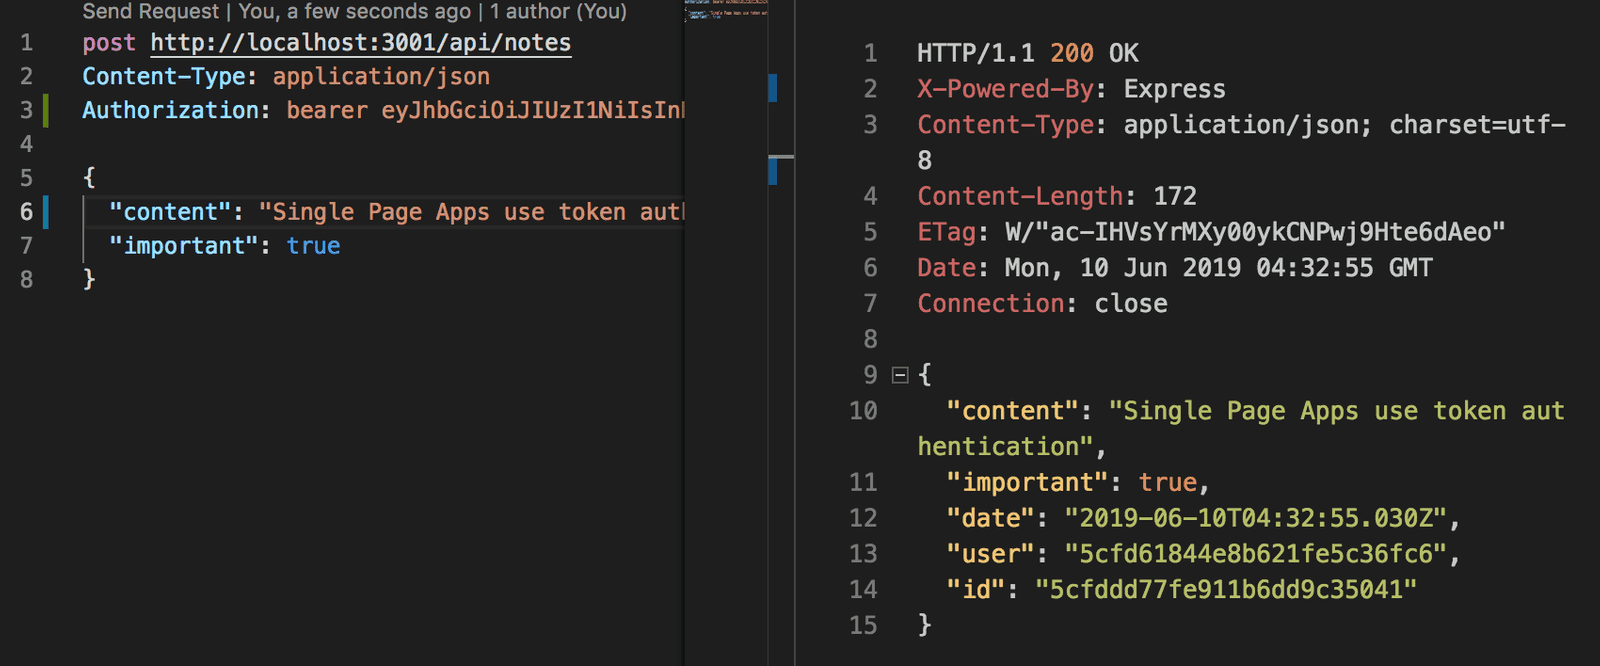 Send Request | You, a few seconds ago | 1 author (You)
1 post http://localhost:3001/api/notes
2 Content-Type: application/json
3 Authorization: bearer eyJhbGciOiJIUzI1NiIsIn
4
5 {
6 "content": "Single Page Apps use token aut
7 "important": true
8 }
1 HTTP/1.1 200 OK
2 X-Powered-By: Express
3 Content-Type: application/json; charset=utf-
8
4 Content-Length: 172
5 ETag: W/"ac-IHVsYrMXy00ykCNPwj9Hte6dAeo"
6 Date: Mon, 10 Jun 2019 04:32:55 GMT
7 Connection: close
8
9 {
10 "content": "Single Page Apps use token aut
hentication",
11 "important": true,
12 "date": "2019-06-10T04:32:55.030Z",
13 "user": "5cfd61844e8b621fe5c36fc6",
14 "id": "5cfddd77fe911b6dd9c35041"
15 }